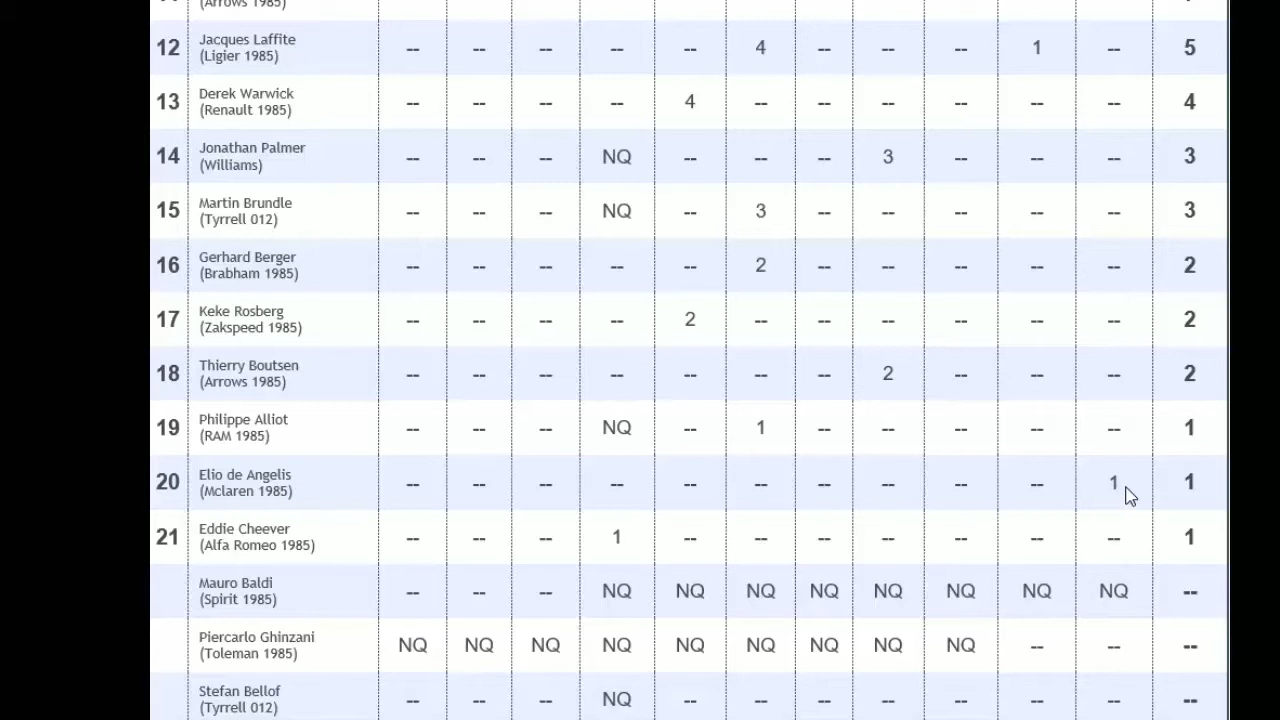 (Arrows 1985)
12 Jacques Laffite -- -- -- -- -- 4 -- -- -- 1 -- 5
(Ligier 1985)
13 Derek Warwick -- -- -- -- 4 -- -- -- -- -- -- 4
(Renault 1985)
14 Jonathan Palmer -- -- -- NQ -- -- -- 3 -- -- -- 3
(Williams)
15 Martin Brundle -- -- -- NQ -- 3 -- -- -- -- -- 3
(Tyrrell 012)
16 Gerhard Berger -- -- -- -- -- 2 -- -- -- -- -- 2
(Brabham 1985)
17 Keke Rosberg -- -- -- -- 2 -- -- -- -- -- -- 2
(Zakspeed 1985)
18 Thierry Boutsen -- -- -- -- -- -- -- 2 -- -- -- 2
(Arrows 1985)
19 Philippe Alliot -- -- -- NQ -- 1 -- -- -- -- -- 1
(RAM 1985)
20 Elio de Angelis -- -- -- -- -- -- -- -- -- -- 1 1
(Mclaren 1985)
21 Eddie Cheever -- -- -- 1 -- -- -- -- -- -- -- 1
(Alfa Romeo 1985)
Mauro Baldi -- -- -- NQ NQ NQ NQ NQ NQ NQ NQ --
(Spirit 1985)
Piercarlo Ghinzani NQ NQ NQ NQ NQ NQ NQ NQ NQ -- -- --
(Toleman 1985)
Stefan Bellof -- -- -- NQ -- -- -- -- -- -- -- --
(Tyrrell 012)